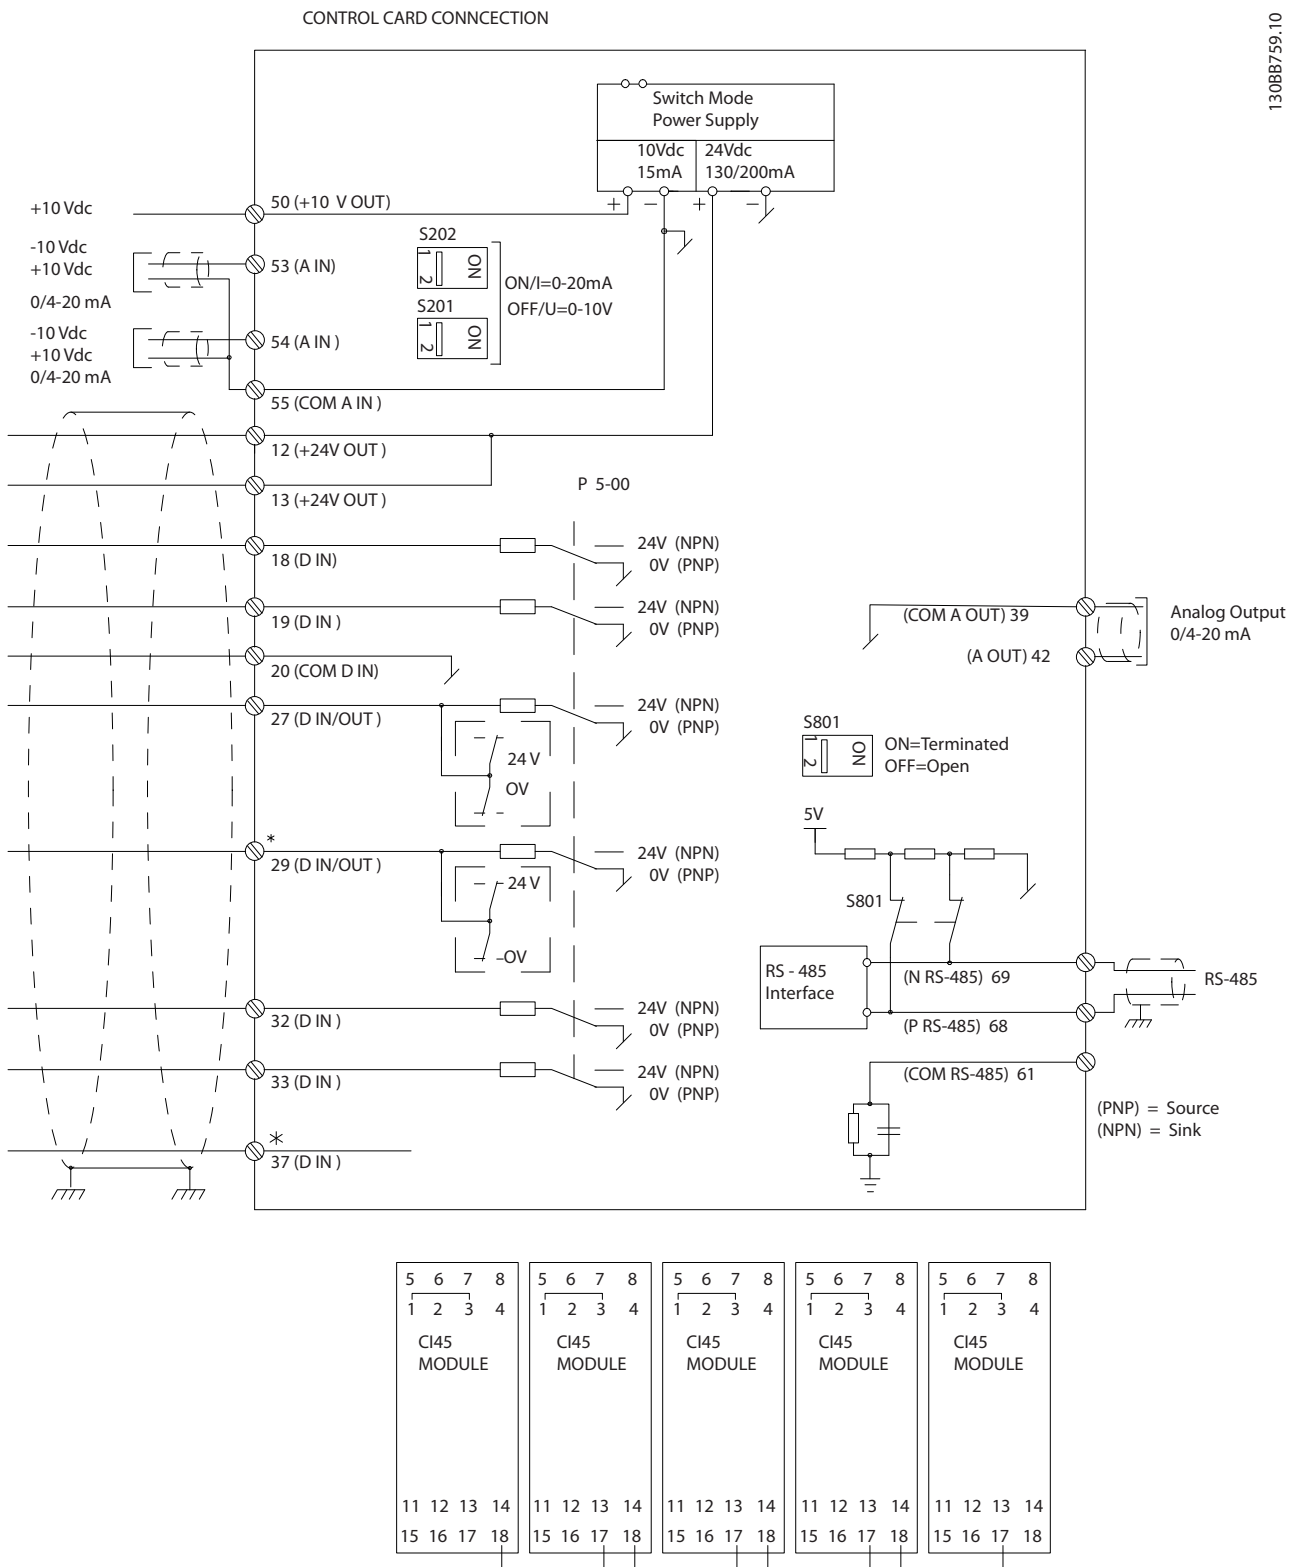 CONTROL CARD CONNCECTION
130BB759.10
Switch Mode
Power Supply
10Vdc
15mA
24Vdc
130/200mA
+ − + −
+10 Vdc
50 (+10 V OUT)
-10 Vdc
+10 Vdc
0/4-20 mA
53 (A IN)
S202
1 2 ON
ON/I=0-20mA
OFF/U=0-10V
S201
1 2 ON
-10 Vdc
+10 Vdc
0/4-20 mA
54 (A IN )
55 (COM A IN )
12 (+24V OUT )
13 (+24V OUT )
P 5-00
18 (D IN)
24V (NPN)
0V (PNP)
19 (D IN )
24V (NPN)
0V (PNP)
(COM A OUT) 39
Analog Output
0/4-20 mA
(A OUT) 42
20 (COM D IN)
27 (D IN/OUT )
24V (NPN)
0V (PNP)
24 V
OV
S801
1 2 ON
ON=Terminated
OFF=Open
5V
*
29 (D IN/OUT )
24V (NPN)
0V (PNP)
24 V
OV
S801
RS - 485
Interface
(N RS-485) 69
RS-485
(P RS-485) 68
32 (D IN )
24V (NPN)
0V (PNP)
33 (D IN )
24V (NPN)
0V (PNP)
(COM RS-485) 61
(PNP) = Source
(NPN) = Sink
*
37 (D IN )
5 6 7 8 5 6 7 8 5 6 7 8 5 6 7 8 5 6 7 8
1 2 3 4 1 2 3 4 1 2 3 4 1 2 3 4 1 2 3 4
CI45 CI45 CI45 CI45 CI45
MODULE MODULE MODULE MODULE MODULE
11 12 13 14 11 12 13 14 11 12 13 14 11 12 13 14 11 12 13 14
15 16 17 18 15 16 17 18 15 16 17 18 15 16 17 18 15 16 17 18